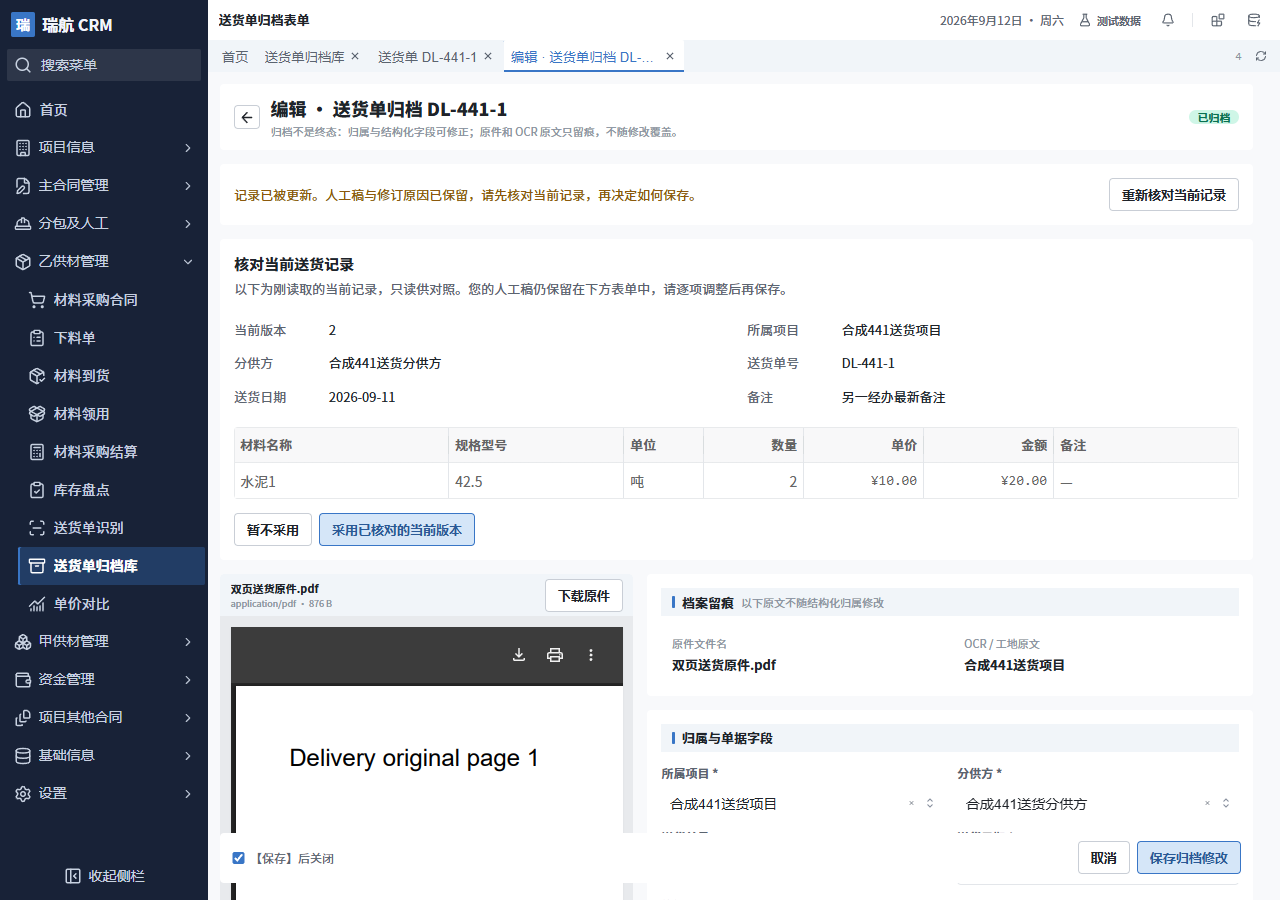 瑞 瑞航 CRM
搜索菜单
首页
项目信息
主合同管理
分包及人工
乙供材管理
材料采购合同
下料单
材料到货
材料领用
材料采购结算
库存盘点
送货单识别
送货单归档库
单价对比
甲供材管理
资金管理
项目其他合同
基础信息
设置
收起侧栏
送货单归档表单
2026年9月12日 · 周六 测试数据
首页 送货单归档库 × 送货单 DL-441-1 × 编辑 · 送货单归档 DL-… × 4
编辑 · 送货单归档 DL-441-1
归档不是终态：归属与结构化字段可修正；原件和 OCR 原文只留痕，不随修改覆盖。
已归档
记录已被更新。人工稿与修订原因已保留，请先核对当前记录，再决定如何保存。
重新核对当前记录
核对当前送货记录
以下为刚读取的当前记录，只读供对照。您的人工稿仍保留在下方表单中，请逐项调整后再保存。
当前版本 2 所属项目 合成441送货项目
分供方 合成441送货分供方 送货单号 DL-441-1
送货日期 2026-09-11 备注 另一经办最新备注
材料名称 规格型号 单位 数量 单价 金额 备注
水泥1 42.5 吨 2 ¥10.00 ¥20.00 —
暂不采用 采用已核对的当前版本
双页送货原件.pdf
application/pdf · 876 B
下载原件
Delivery original page 1
档案留痕 以下原文不随结构化归属修改
原件文件名 OCR / 工地原文
双页送货原件.pdf 合成441送货项目
归属与单据字段
所属项目 * 分供方 *
合成441送货项目 × 合成441送货分供方 ×
【保存】后关闭
取消 保存归档修改